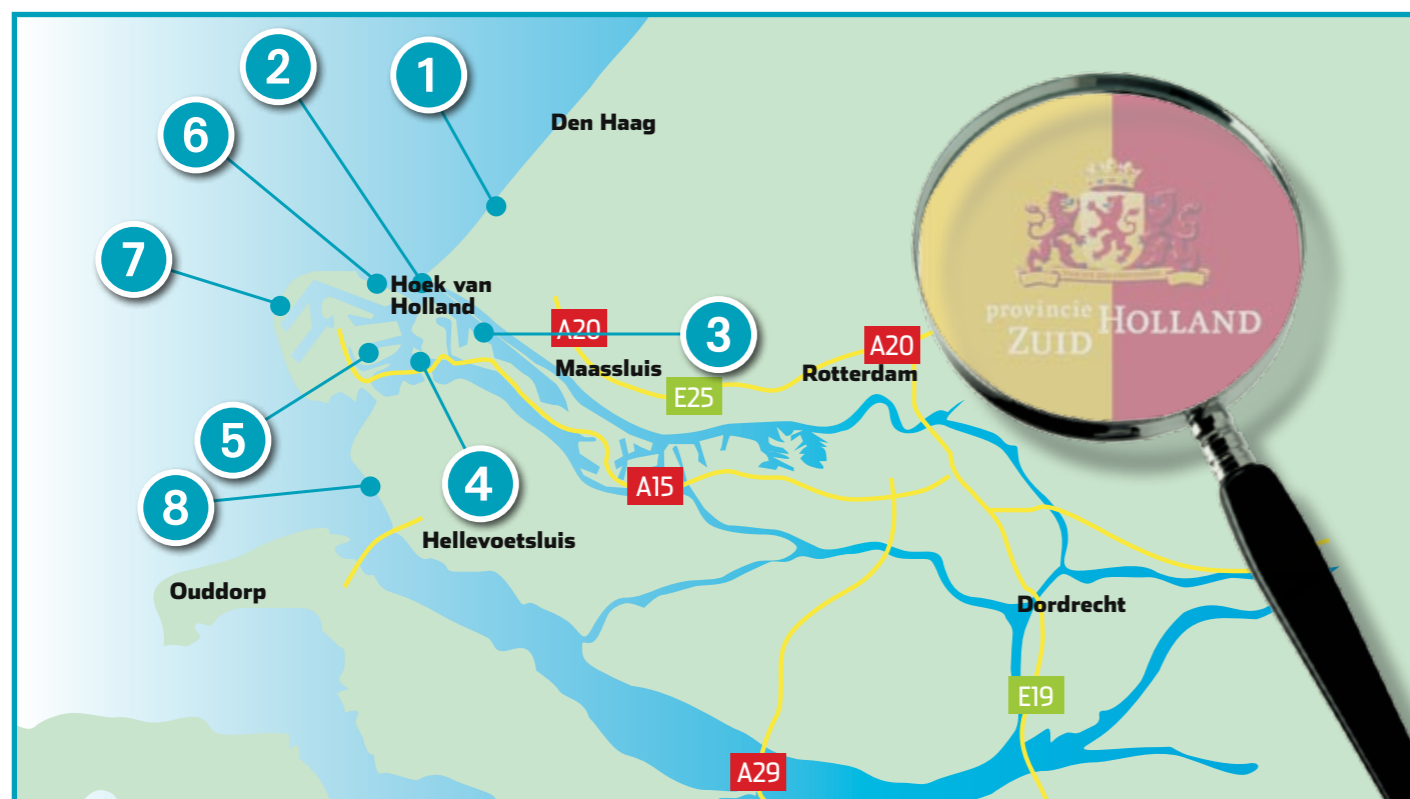 2
1
6
Den Haag
7
Hoek van
Holland
A20
3
A20
Maassluis
Rotterdam
E25
provincie
ZUID HOLLAND
5
4
A15
8
Hellevoetsluis
Ouddorp
Dordrecht
E19
A29